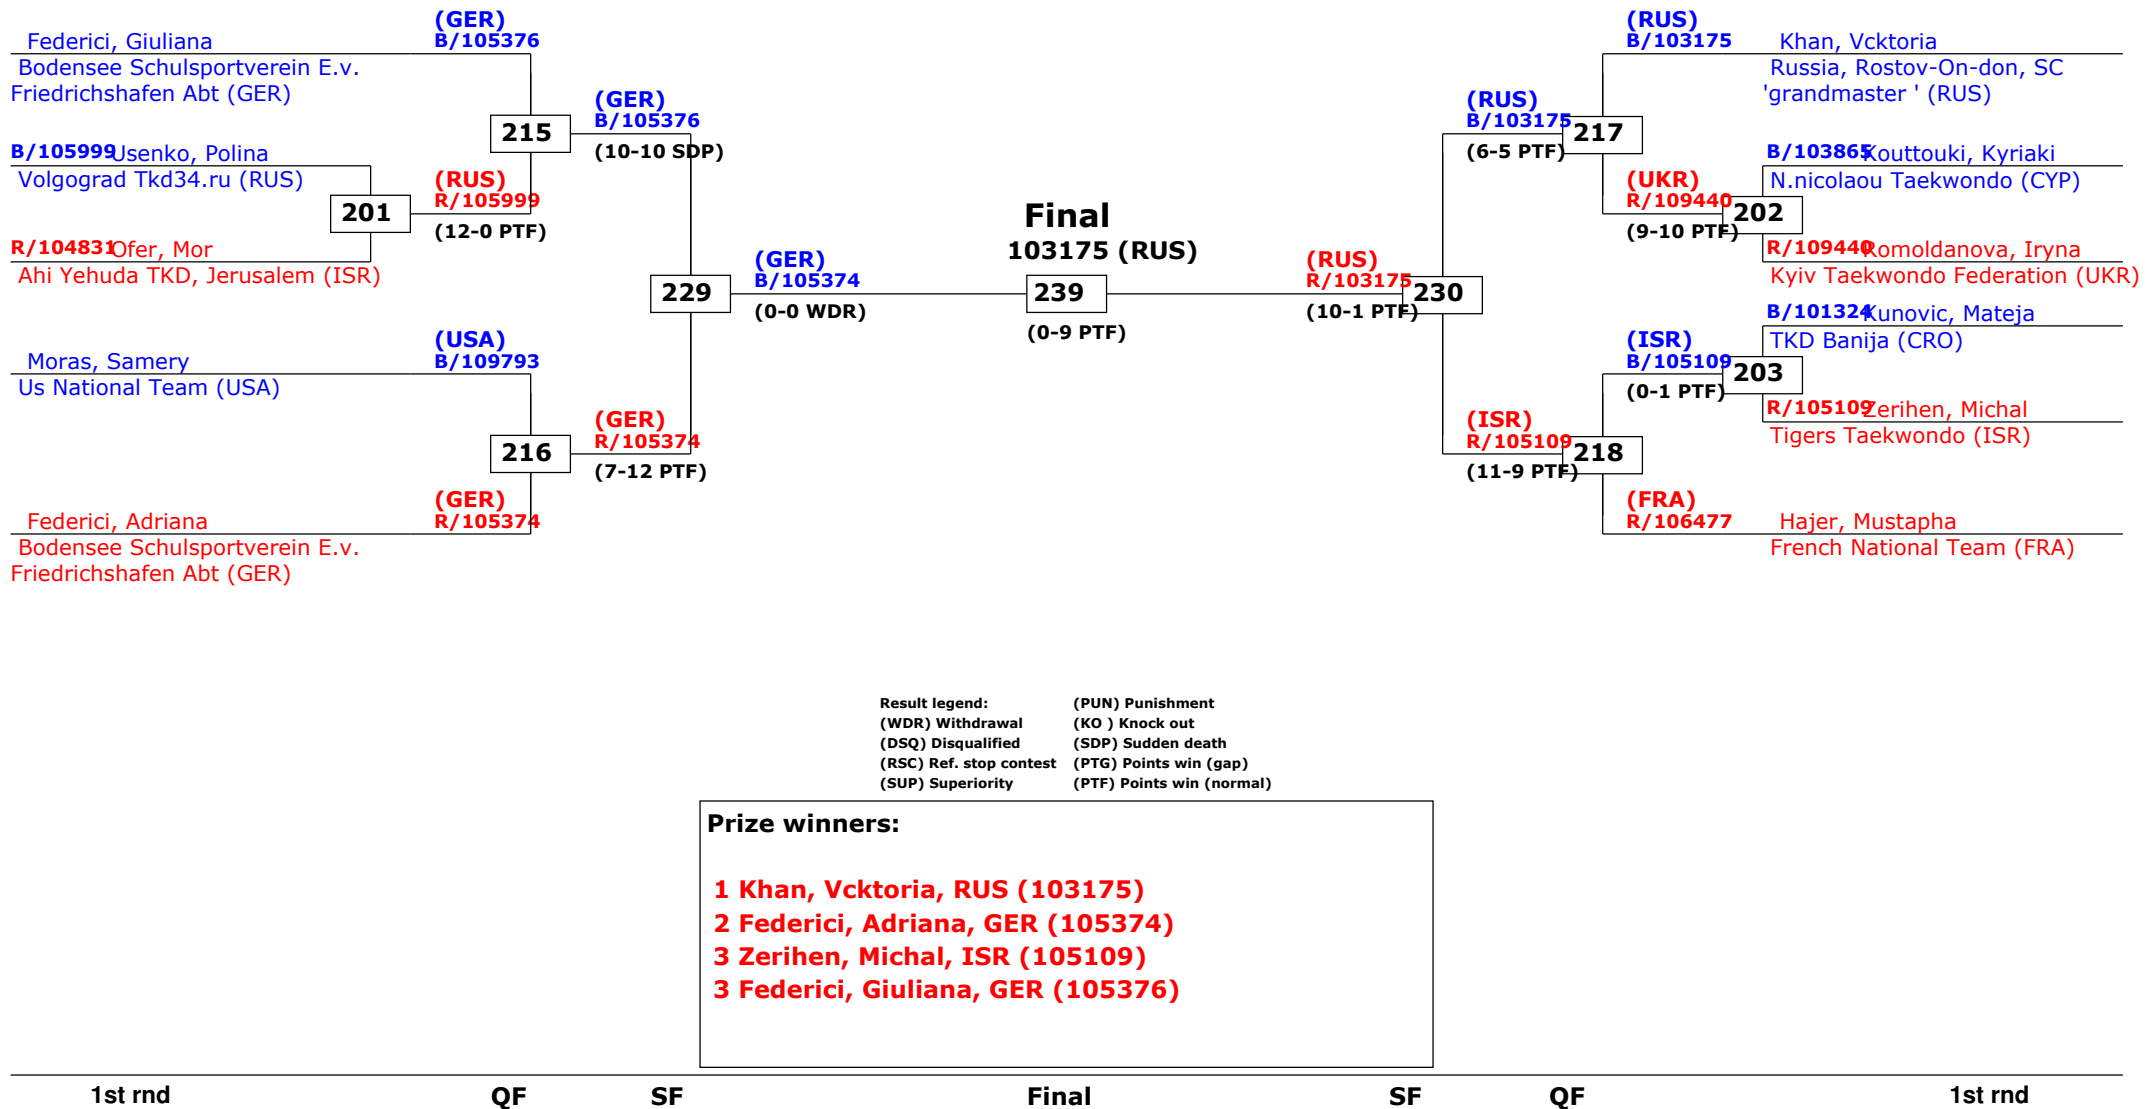 (GER)
Federici, Giuliana B/105376
Bodensee Schulsportverein E.v.
Friedrichshafen Abt (GER)
(GER)
B/105376
215
(10-10 SDP)
B/105999 Usenko, Polina
Volgograd Tkd34.ru (RUS)
(RUS)
R/105999
201
(12-0 PTF)
R/104831 Ofer, Mor
Ahi Yehuda TKD, Jerusalem (ISR)
(GER)
B/105374
229
(0-0 WDR)
(USA)
Moras, Samery B/109793
Us National Team (USA)
(GER)
R/105374
216
(7-12 PTF)
(GER)
Federici, Adriana R/105374
Bodensee Schulsportverein E.v.
Friedrichshafen Abt (GER)
Final
103175 (RUS)
239
(0-9 PTF)
(RUS)
B/103175 Khan, Vcktoria
Russia, Rostov-On-don, SC
'grandmaster ' (RUS)
(RUS)
B/103175
217
(6-5 PTF)
B/103865 Kouttouki, Kyriaki
N.nicolaou Taekwondo (CYP)
(UKR)
R/109440
202
(9-10 PTF)
R/109440 Romoldanova, Iryna
Kyiv Taekwondo Federation (UKR)
(RUS)
R/103175
230
(10-1 PTF)
B/101324 Kunovic, Mateja
TKD Banija (CRO)
(ISR)
B/105109
203
(0-1 PTF)
R/105109 Zerihen, Michal
Tigers Taekwondo (ISR)
(ISR)
R/105109
218
(11-9 PTF)
(FRA)
R/106477 Hajer, Mustapha
French National Team (FRA)
Result legend: (PUN) Punishment
(WDR) Withdrawal (KO ) Knock out
(DSQ) Disqualified (SDP) Sudden death
(RSC) Ref. stop contest (PTG) Points win (gap)
(SUP) Superiority (PTF) Points win (normal)
Prize winners:
1 Khan, Vcktoria, RUS (103175)
2 Federici, Adriana, GER (105374)
3 Zerihen, Michal, ISR (105109)
3 Federici, Giuliana, GER (105376)
1st rnd QF SF Final SF QF 1st rnd